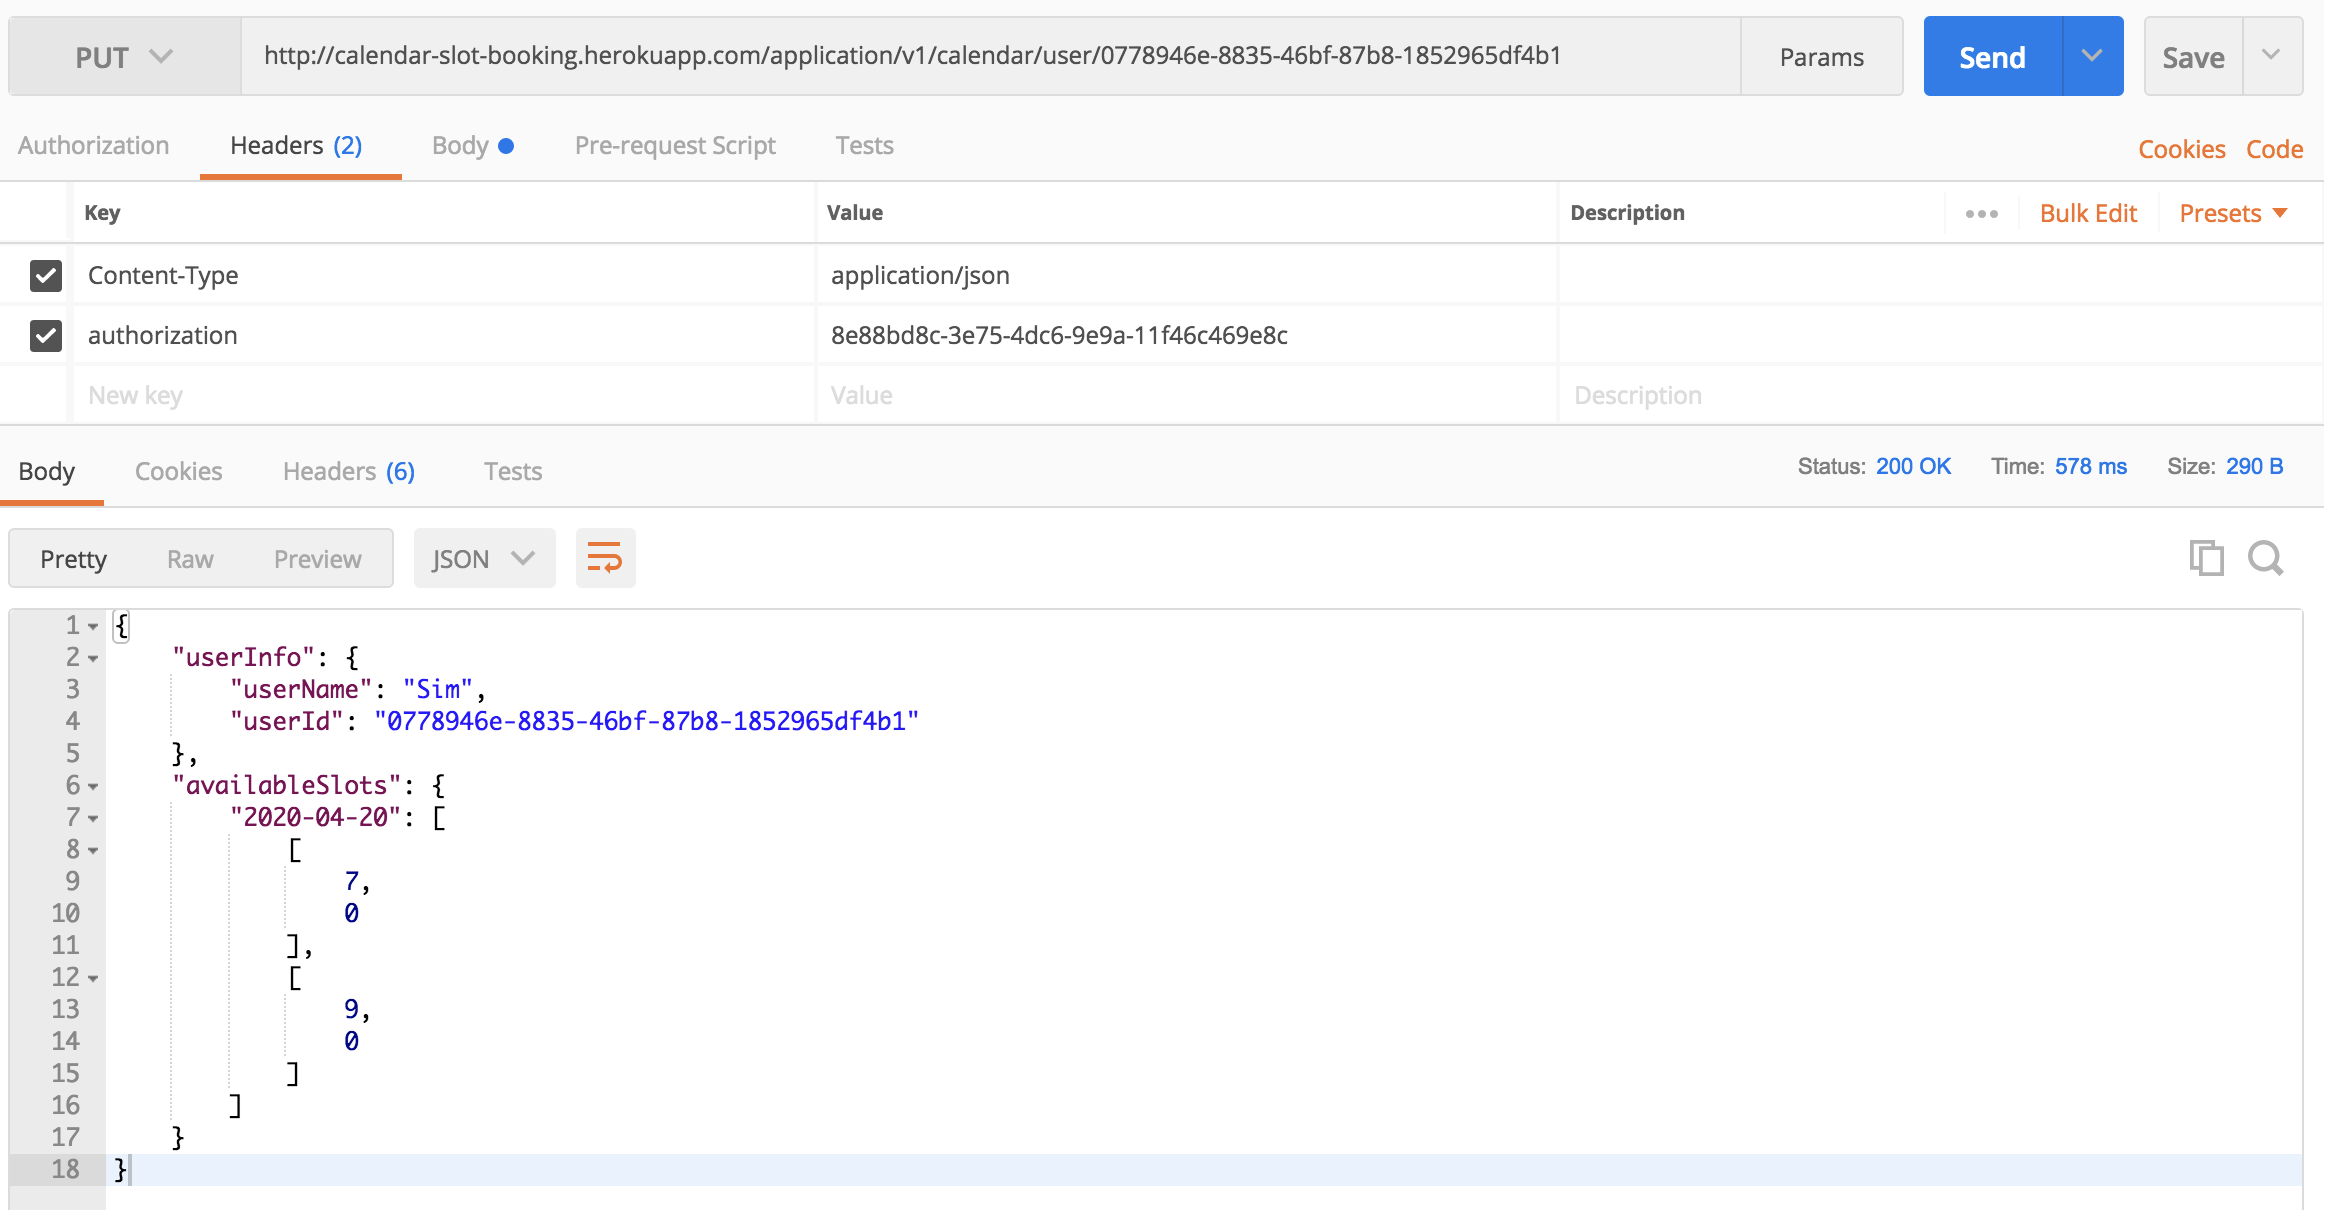 PUT http://calendar-slot-booking.herokuapp.com/application/v1/calendar/user/0778946e-8835-46bf-87b8-1852965df4b1 Params Send Save
Authorization Headers (2) Body Pre-request Script Tests Cookies Code
Key Value Description ••• Bulk Edit Presets
Content-Type application/json
authorization 8e88bd8c-3e75-4dc6-9e9a-11f46c469e8c
New key Value Description
Body Cookies Headers (6) Tests Status: 200 OK Time: 578 ms Size: 290 B
Pretty Raw Preview JSON
1 {
2 "userInfo": {
3 "userName": "Sim",
4 "userId": "0778946e-8835-46bf-87b8-1852965df4b1"
5 },
6 "availableSlots": {
7 "2020-04-20": [
8 [
9 7,
10 0
11 ],
12 [
13 9,
14 0
15 ]
16 ]
17 }
18 }